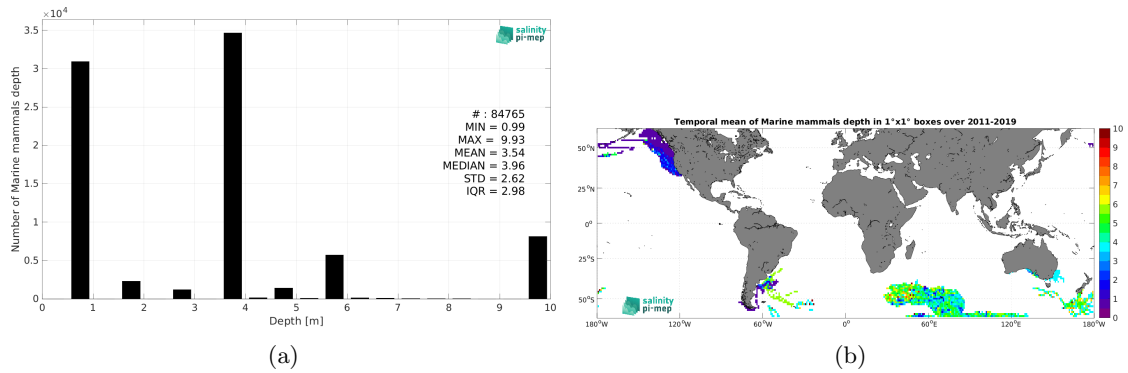 ×10⁴
3.5
3
2.5
2
1.5
1
0.5
0
Number of Marine mammals depth
salinity
pi-mep
# : 84765
MIN = 0.99
MAX = 9.93
MEAN = 3.54
MEDIAN = 3.96
STD = 2.62
IQR = 2.98
0 1 2 3 4 5 6 7 8 9 10
Depth [m]
(a)
Temporal mean of Marine mammals depth in 1°x1° boxes over 2011-2019
50°N
25°N
0°
25°S
50°S
180°W 120°W 60°W 0° 60°E 120°E 180°W
salinity
pi-mep
10
9
8
7
6
5
4
3
2
1
0
(b)